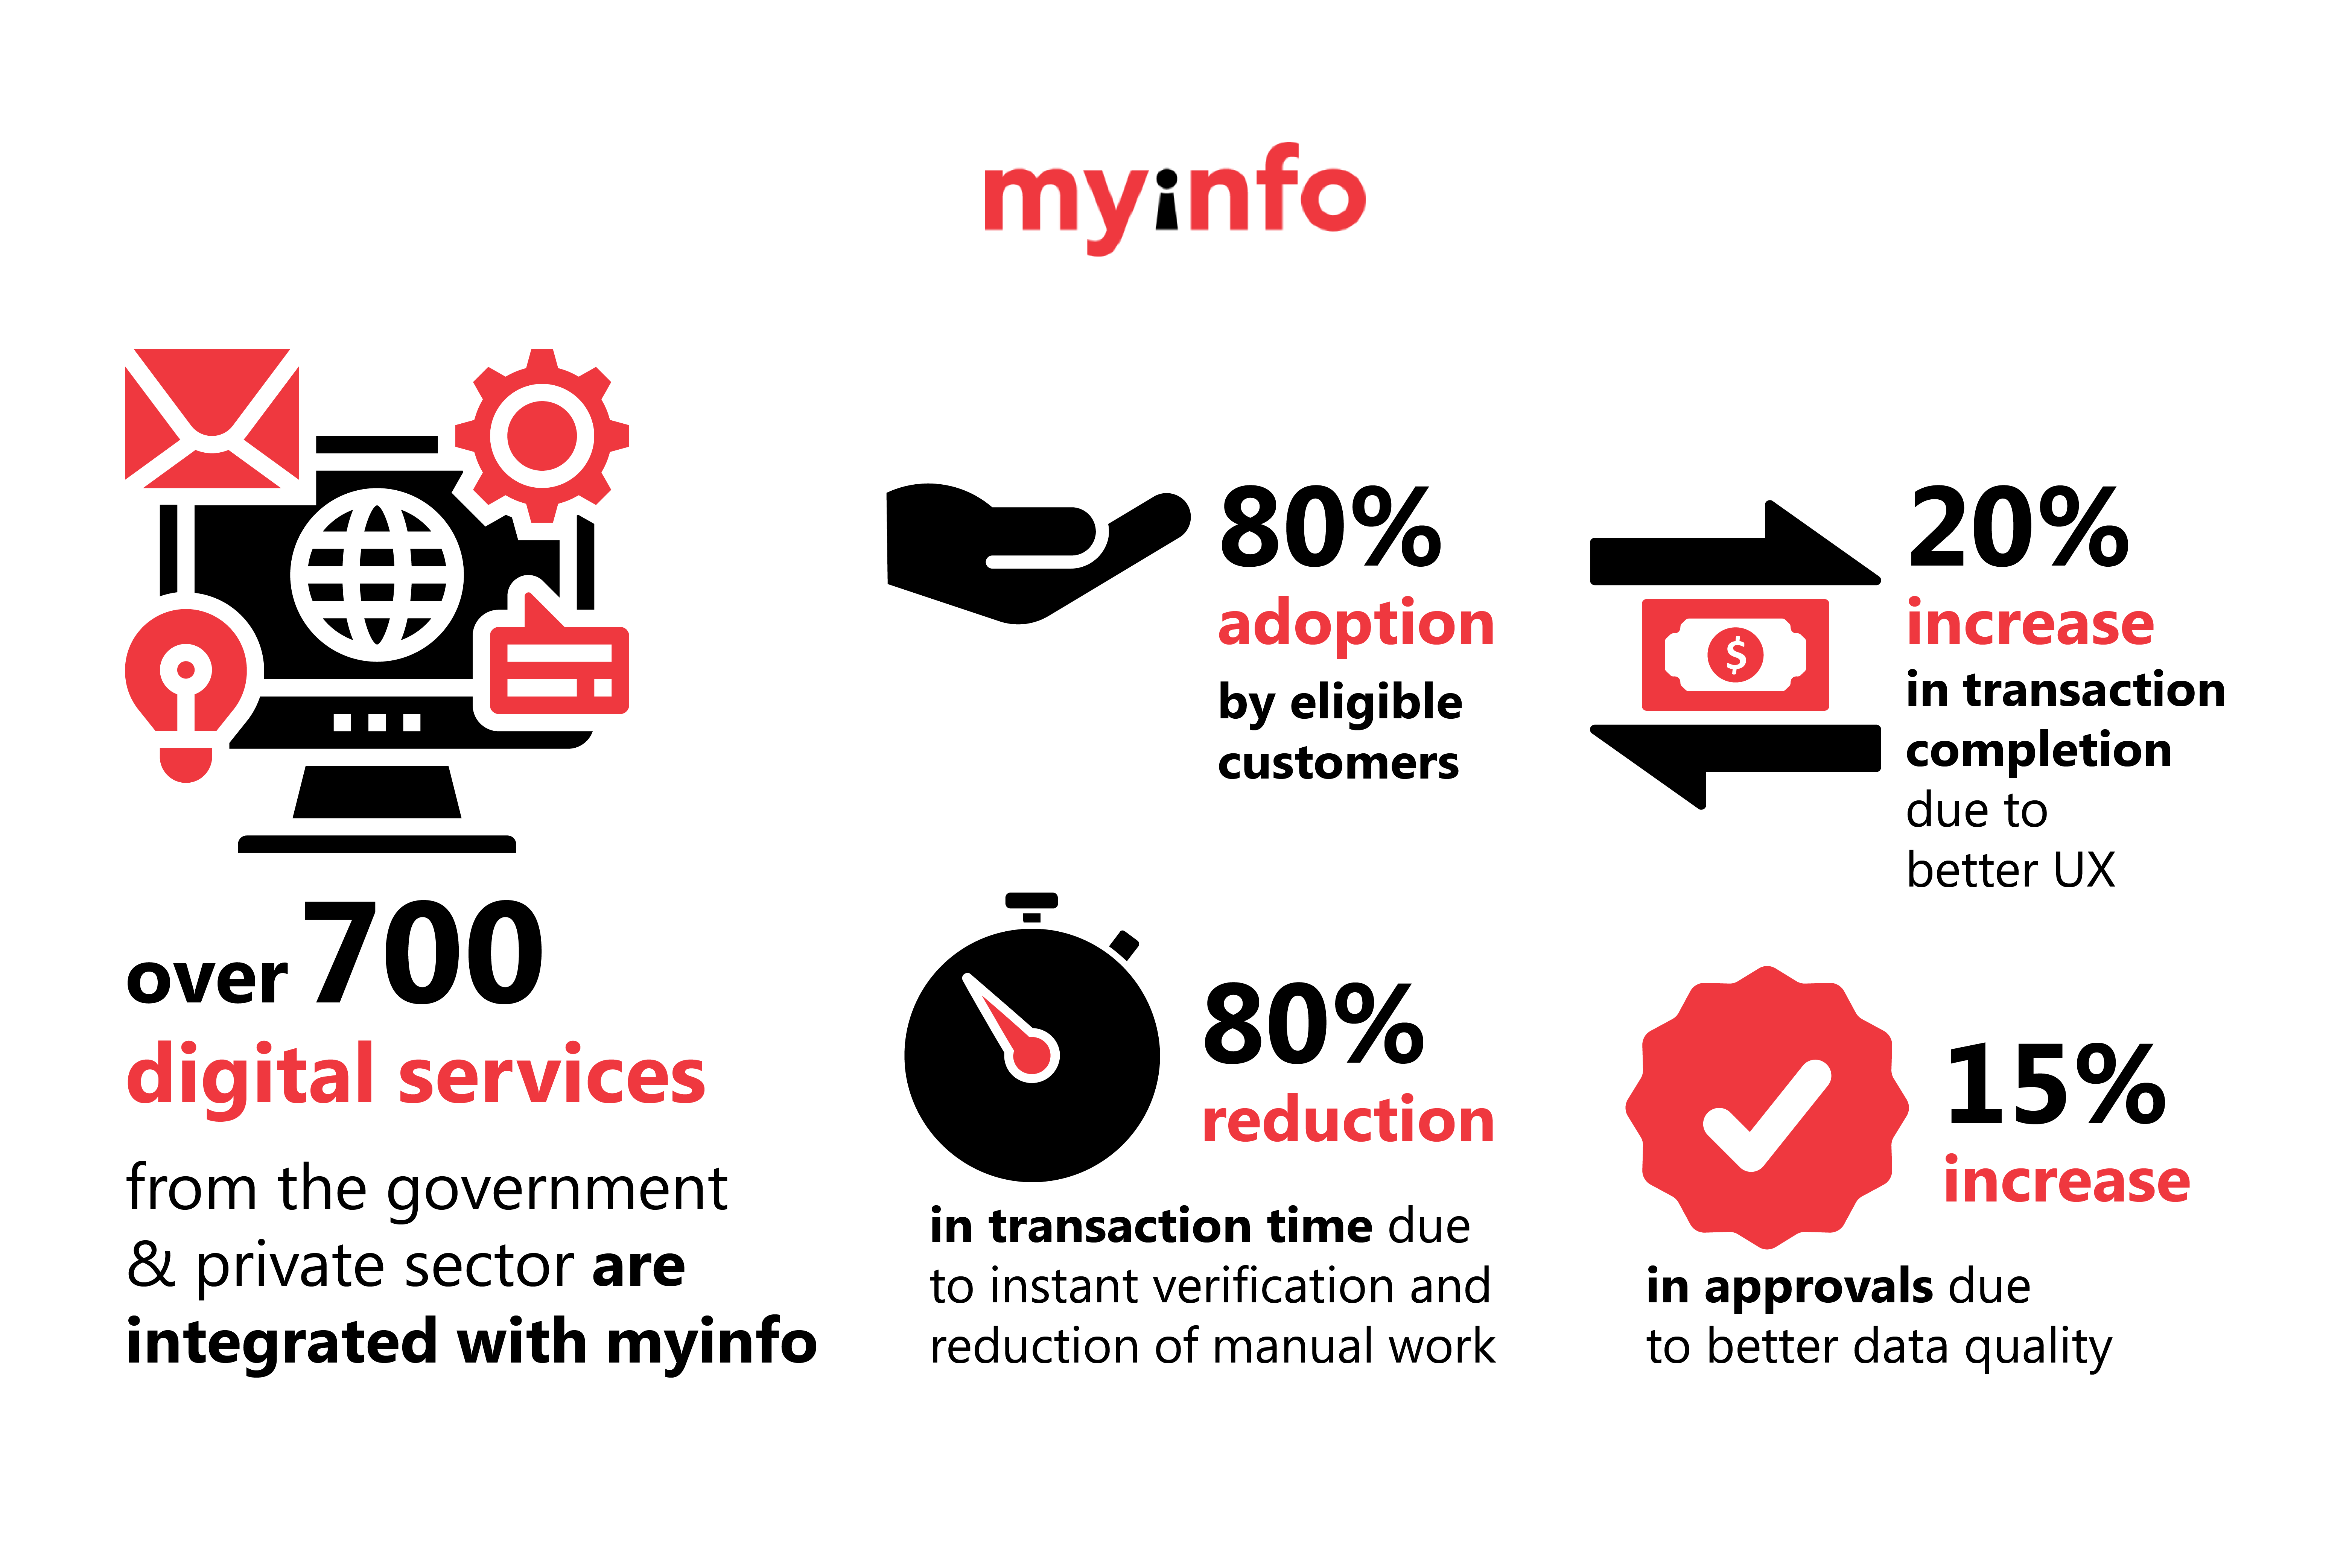 myinfo
over 700
digital services
from the government
& private sector are
integrated with myinfo
80%
adoption
by eligible
customers
20%
increase
in transaction
completion
due to
better UX
80%
reduction
in transaction time due
to instant verification and
reduction of manual work
15%
increase
in approvals due
to better data quality
$